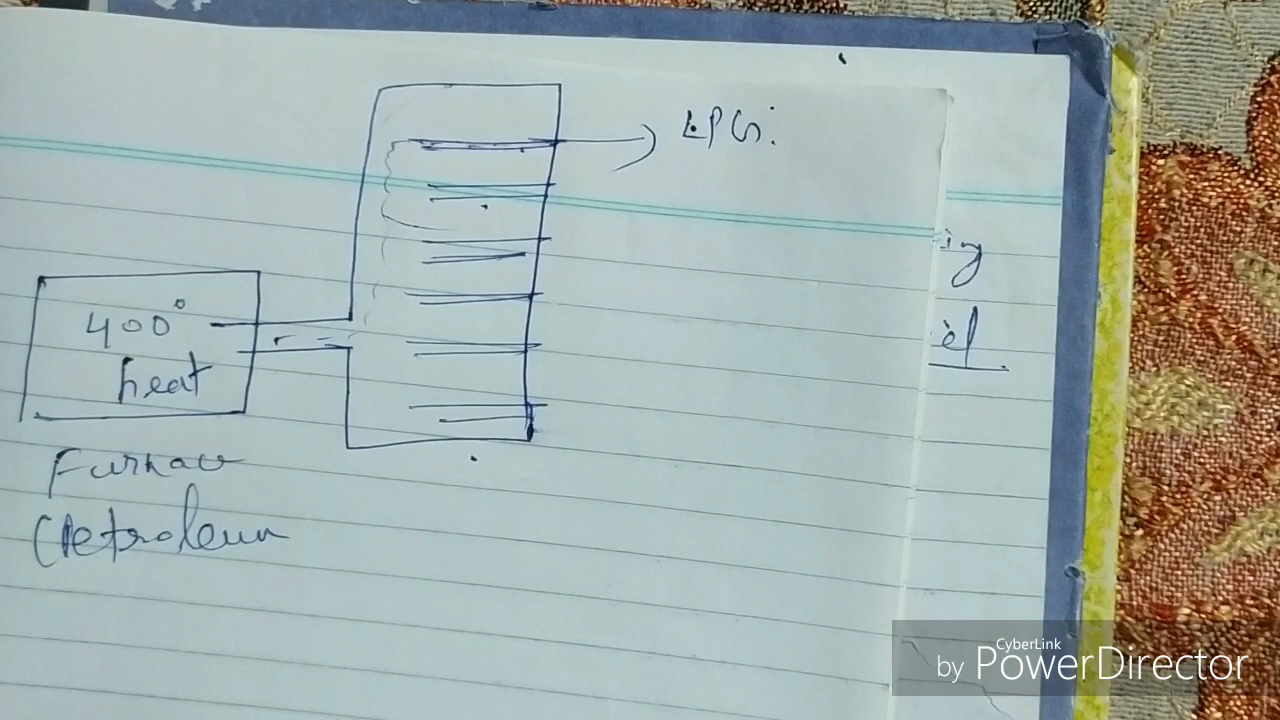 LPG.
400°
heat
Furnace
(Petroleum
CyberLink
by PowerDirector